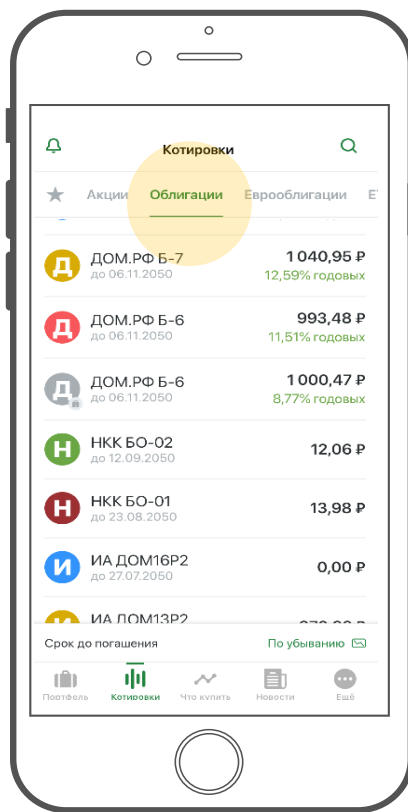 Котировки
Акции Облигации Еврооблигации
Д ДОМ.РФ Б-7 1 040,95 ₽
до 06.11.2050 12,59% годовых
Д ДОМ.РФ Б-6 993,48 ₽
до 06.11.2050 11,51% годовых
Д ДОМ.РФ Б-6 1 000,47 ₽
до 06.11.2050 8,77% годовых
Н НКК БО-02 12,06 ₽
до 12.09.2050
Н НКК БО-01 13,98 ₽
до 23.08.2050
И ИА ДОМ16Р2 0,00 ₽
до 27.07.2050
ИА ДОМ13Р2
Срок до погашения По убыванию
Портфель Котировки Что купить Новости Ещё